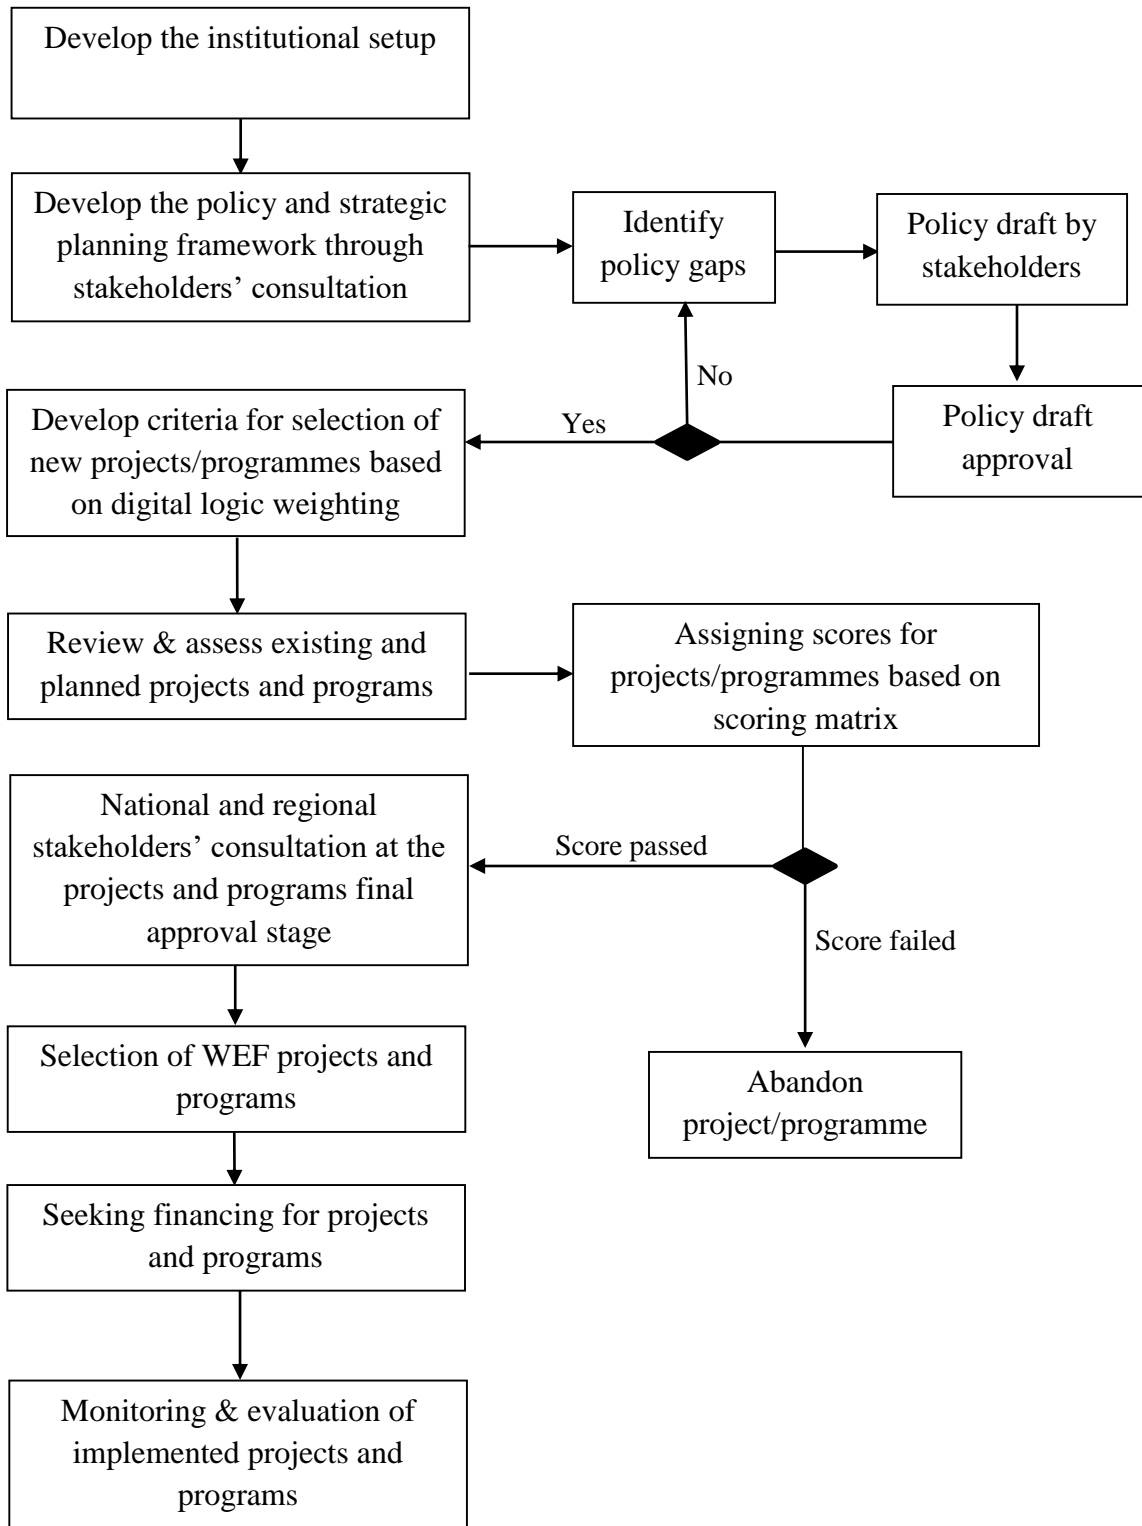 Develop the institutional setup
Develop the policy and strategic
planning framework through
stakeholders’ consultation
Identify
policy gaps
Policy draft by
stakeholders
No
Policy draft
approval
Yes
Develop criteria for selection of
new projects/programmes based
on digital logic weighting
Review & assess existing and
planned projects and programs
Assigning scores for
projects/programmes based on
scoring matrix
National and regional
stakeholders’ consultation at the
projects and programs final
approval stage
Score passed
Score failed
Selection of WEF projects and
programs
Abandon
project/programme
Seeking financing for projects
and programs
Monitoring & evaluation of
implemented projects and
programs